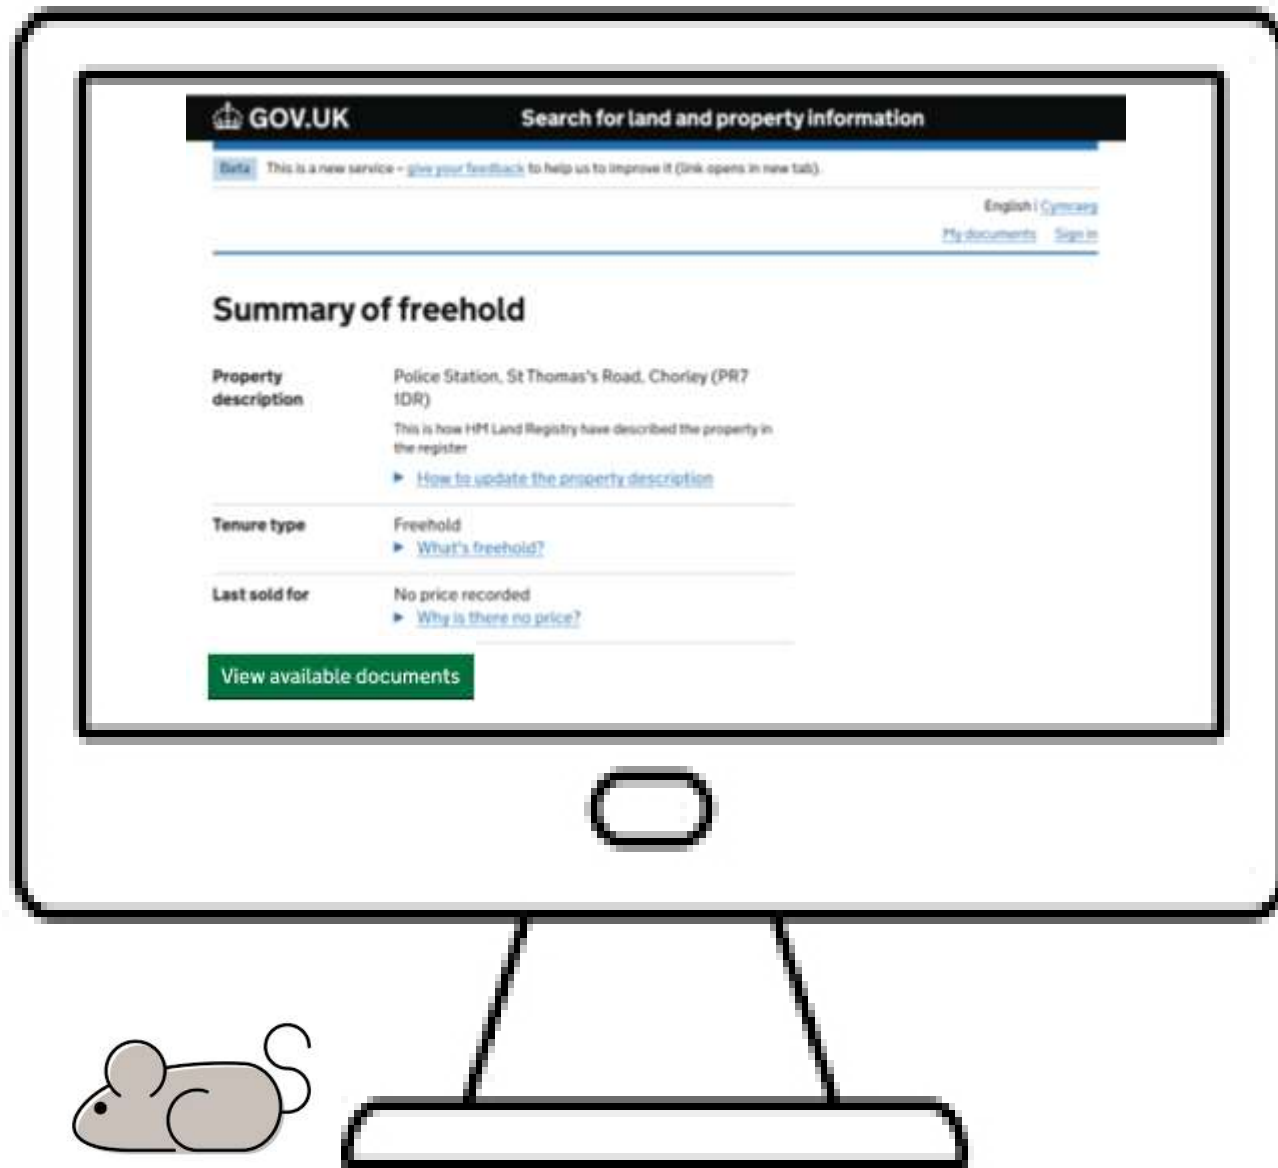 GOV.UK Search for land and property information
Beta This is a new service – give your feedback to help us to improve it (link opens in new tab).
English | Cymraeg
My documents Sign in
Summary of freehold
Property description
Police Station, St Thomas's Road, Chorley (PR7
1DR)
This is how HM Land Registry have described the property in
the register
► How to update the property description
Tenure type
Freehold
► What's freehold?
Last sold for
No price recorded
► Why is there no price?
View available documents